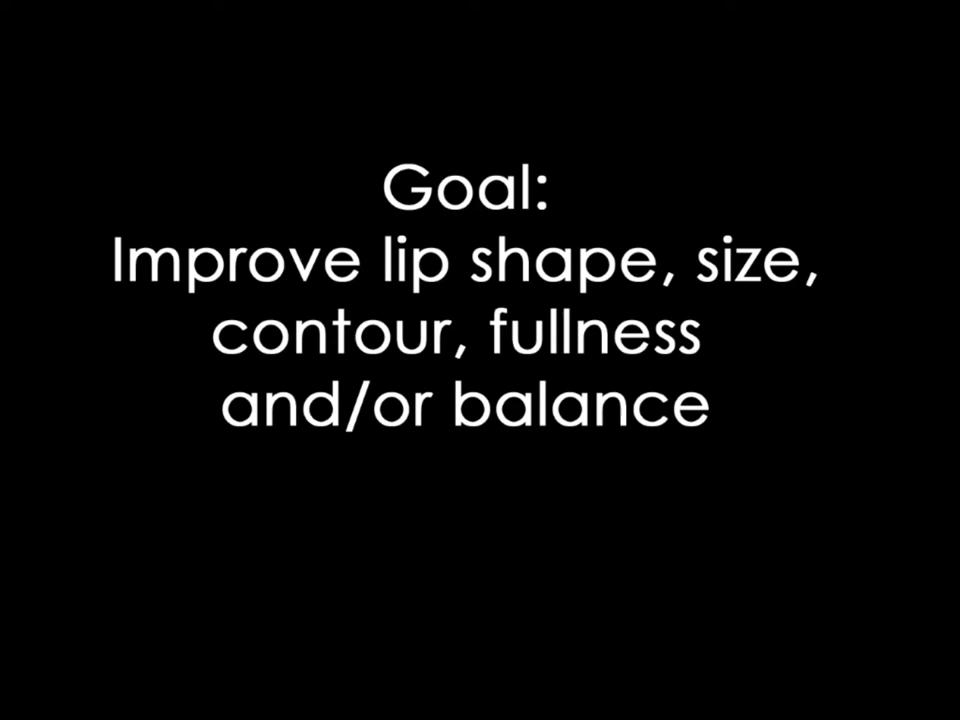 Goal:
Improve lip shape, size,
contour, fullness
and/or balance